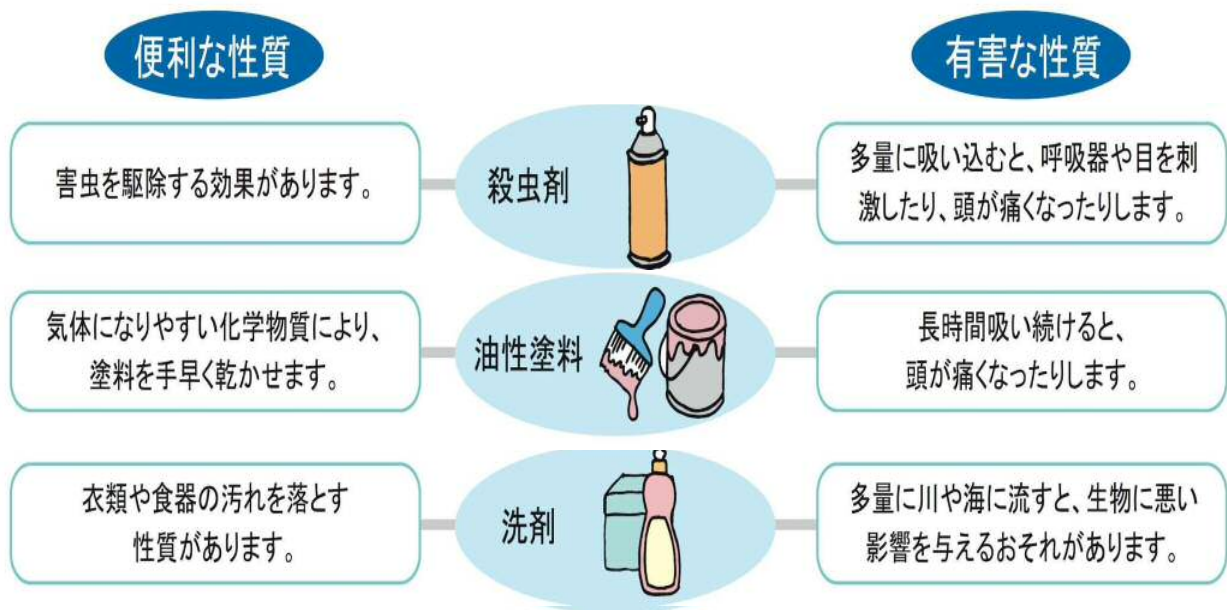 便利な性質
有害な性質
害虫を駆除する効果があります。
殺虫剤
多量に吸い込むと、呼吸器や目を刺
激したり、頭が痛くなったりします。
気体になりやすい化学物質により、
塗料を手早く乾かせます。
油性塗料
長時間吸い続けると、
頭が痛くなったりします。
衣類や食器の汚れを落とす
性質があります。
洗剤
多量に川や海に流すと、生物に悪い
影響を与えるおそれがあります。